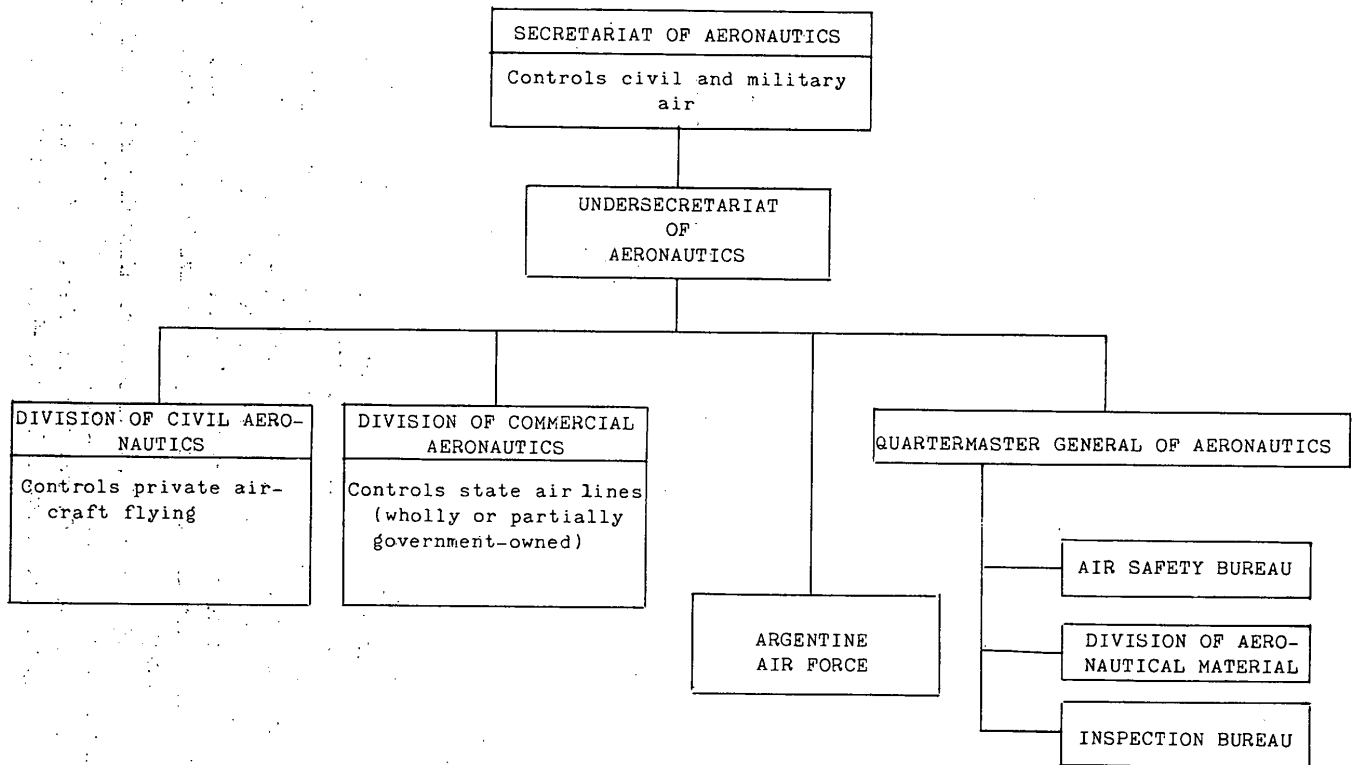 SECRETARIAT OF AERONAUTICS
Controls civil and military
air
UNDERSECRETARIAT
OF
AERONAUTICS
DIVISION OF CIVIL AERO-
NAUTICS
Controls private air-
craft flying
DIVISION OF COMMERCIAL
AERONAUTICS
Controls state air lines
(wholly or partially
government-owned)
ARGENTINE
AIR FORCE
QUARTERMASTER GENERAL OF AERONAUTICS
AIR SAFETY BUREAU
DIVISION OF AERO-
NAUTICAL MATERIAL
INSPECTION BUREAU